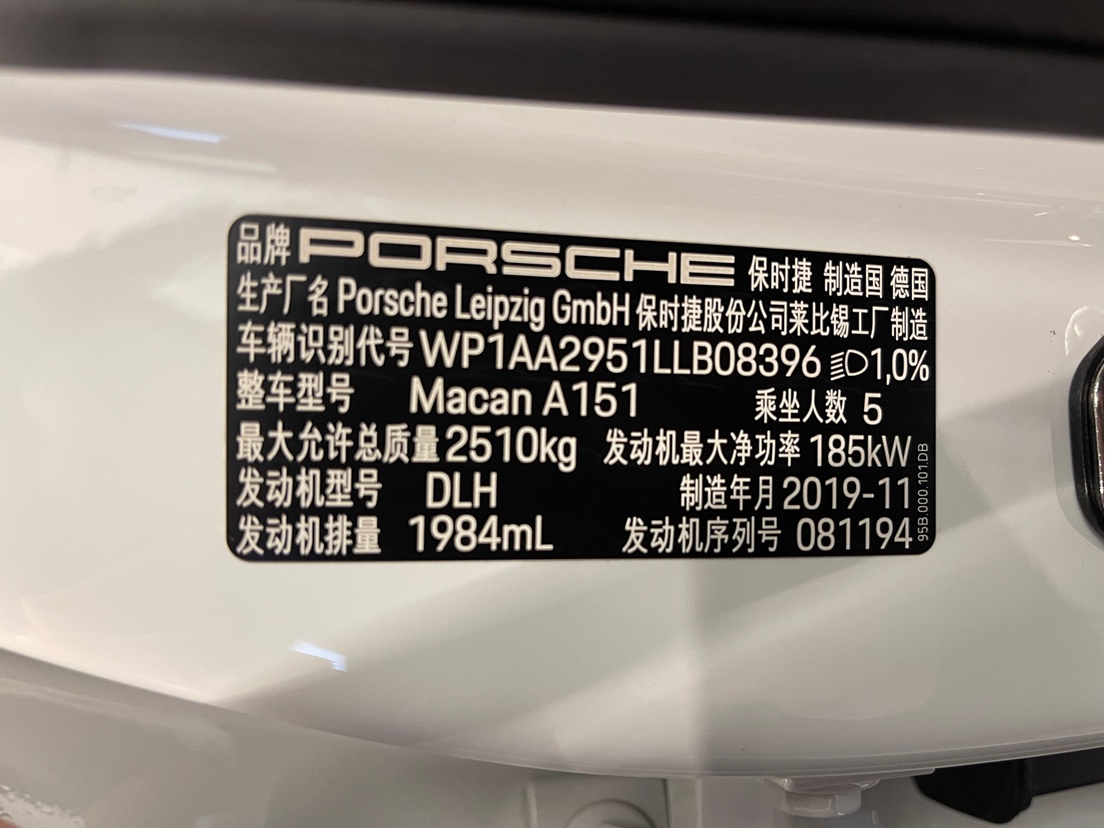 品牌 PORSCHE 保时捷 制造国 德国
生产厂名 Porsche Leipzig GmbH 保时捷股份公司莱比锡工厂制造
车辆识别代号 WP1AA2951LLB08396 1,0%
整车型号 Macan A151 乘坐人数 5
最大允许总质量 2510kg 发动机最大净功率 185kW
发动机型号 DLH 制造年月 2019-11
发动机排量 1984mL 发动机序列号 081194
95B.000.101.DB